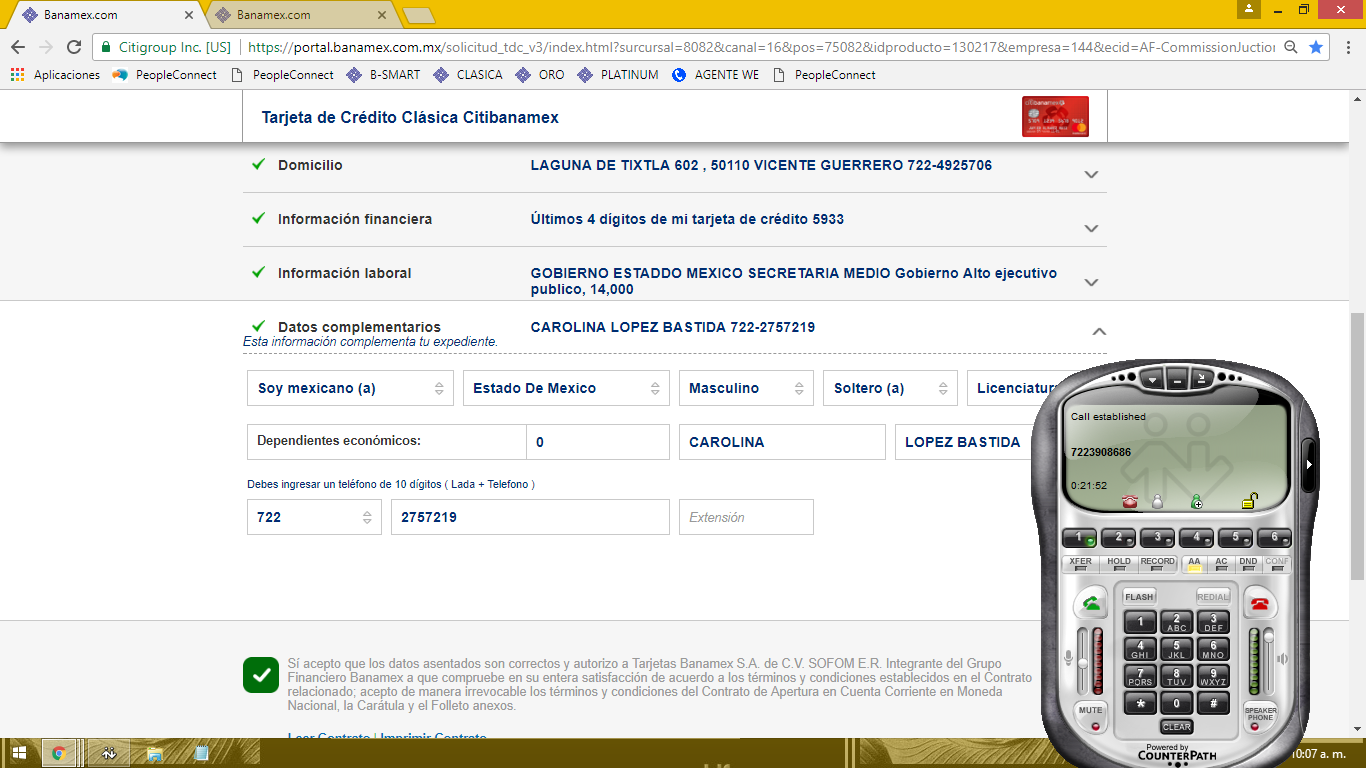 Banamex.com
Banamex.com
Citigroup Inc. [US]
https://portal.banamex.com.mx/solicitud_tdc_v3/index.html?surcursal=8082&canal=16&pos=75082&idproducto=130217&empresa=144&ecid=AF-CommissionJuctio
Aplicaciones PeopleConnect PeopleConnect B-SMART CLASICA ORO PLATINUM AGENTE WE PeopleConnect
Tarjeta de Crédito Clásica Citibanamex
citibanamex
Domicilio LAGUNA DE TIXTLA 602 , 50110 VICENTE GUERRERO 722-4925706
Información financiera Últimos 4 dígitos de mi tarjeta de crédito 5933
Información laboral GOBIERNO ESTADDO MEXICO SECRETARIA MEDIO Gobierno Alto ejecutivo
publico, 14,000
Datos complementarios CAROLINA LOPEZ BASTIDA 722-2757219
Esta información complementa tu expediente.
Soy mexicano (a) Estado De Mexico Masculino Soltero (a) Licenciatura
Dependientes económicos: 0 CAROLINA LOPEZ BASTIDA
Debes ingresar un teléfono de 10 dígitos ( Lada + Telefono )
722 2757219 Extensión
Sí acepto que los datos asentados son correctos y autorizo a Tarjetas Banamex S.A. de C.V. SOFOM E.R. Integrante del Grupo
Financiero Banamex a que compruebe en su entera satisfacción de acuerdo a los términos y condiciones establecidos en el Contrato
relacionado; acepto de manera irrevocable los términos y condiciones del Contrato de Apertura en Cuenta Corriente en Moneda
Nacional, la Carátula y el Folleto anexos.
Leer Contrato | Imprimir Contrato
Call established
7223908686
0:21:52
1 2 3 4 5 6
XFER HOLD RECORD AA AC DND CONF
FLASH REDIAL
1 2 ABC 3 DEF
4 GHI 5 JKL 6 MNO
7 PQRS 8 TUV 9 WXYZ
* 0 #
MUTE CLEAR SPEAKER PHONE
Powered by
COUNTERPATH
10:07 a. m.